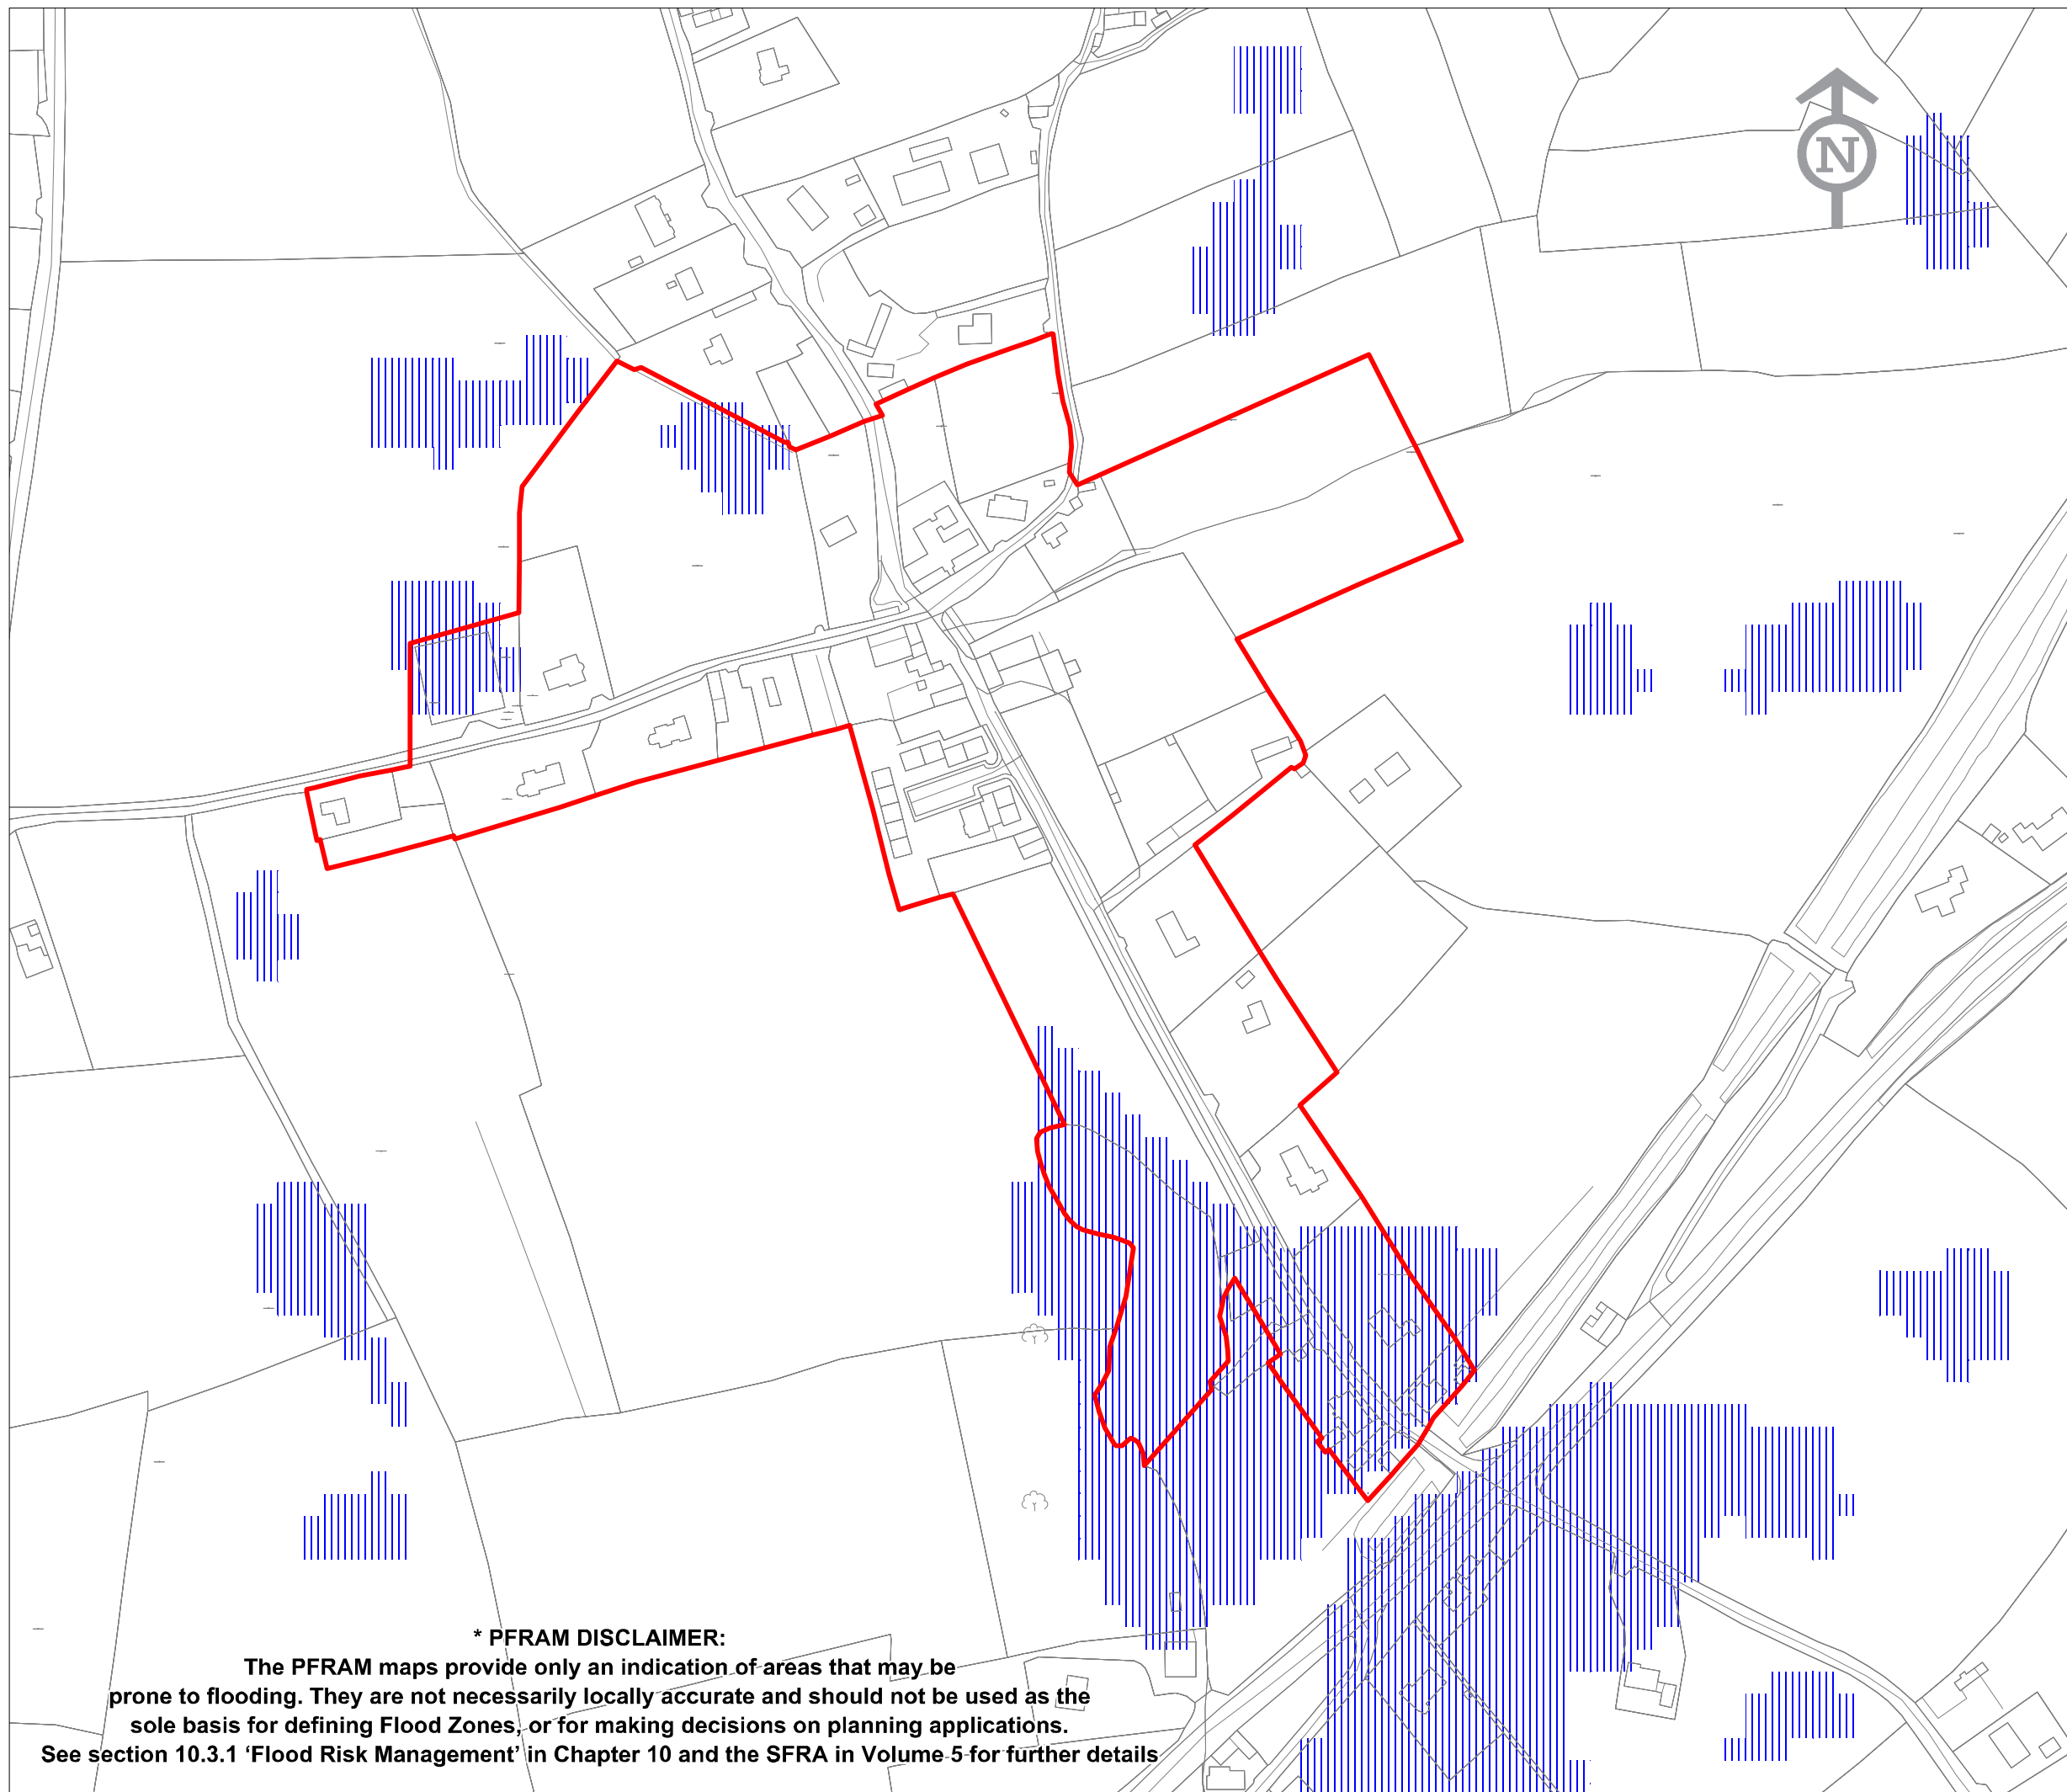 N
* PFRAM DISCLAIMER:
The PFRAM maps provide only an indication of areas that may be
prone to flooding. They are not necessarily locally accurate and should not be used as the
sole basis for defining Flood Zones, or for making decisions on planning applications.
See section 10.3.1 ‘Flood Risk Management’ in Chapter 10 and the SFRA in Volume 5 for further details